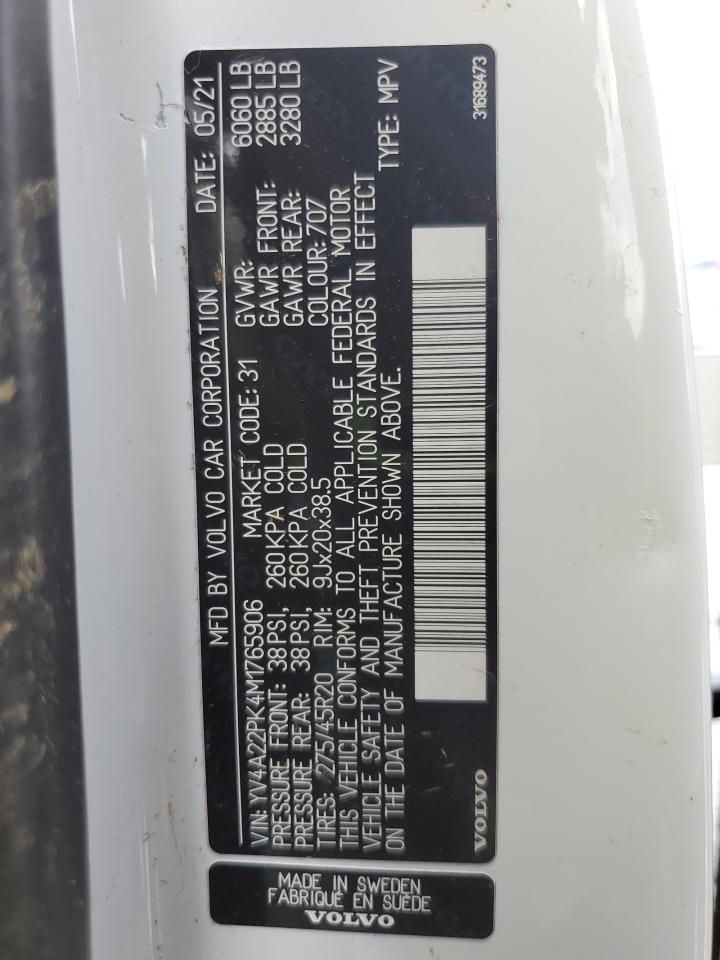 MFD BY VOLVO CAR CORPORATION DATE: 05/21
VIN: YV4A22PK4M1765906 MARKET CODE: 31 GVWR: 6060 LB
PRESSURE FRONT: 38 PSI, 260 KPA COLD GAWR FRONT: 2885 LB
PRESSURE REAR: 38 PSI, 260 KPA COLD GAWR REAR: 3280 LB
TIRES: 275/45R20 RIM: 9Jx20x38.5 COLOUR: 707
THIS VEHICLE CONFORMS TO ALL APPLICABLE FEDERAL MOTOR
VEHICLE SAFETY AND THEFT PREVENTION STANDARDS IN EFFECT
ON THE DATE OF MANUFACTURE SHOWN ABOVE. TYPE: MPV
VOLVO 31689473
MADE IN SWEDEN
FABRIQUÉ EN SUÈDE
VOLVO